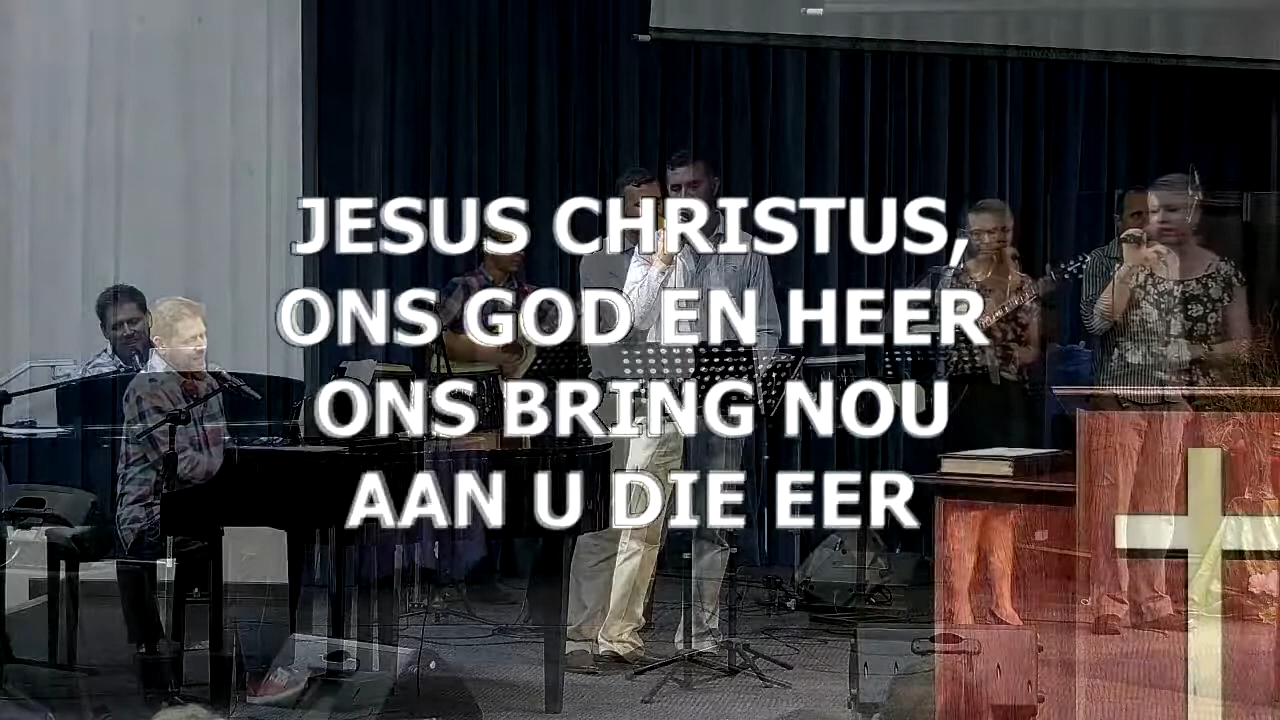 JESUS CHRISTUS,
ONS GOD EN HEER
ONS BRING NOU
AAN U DIE EER